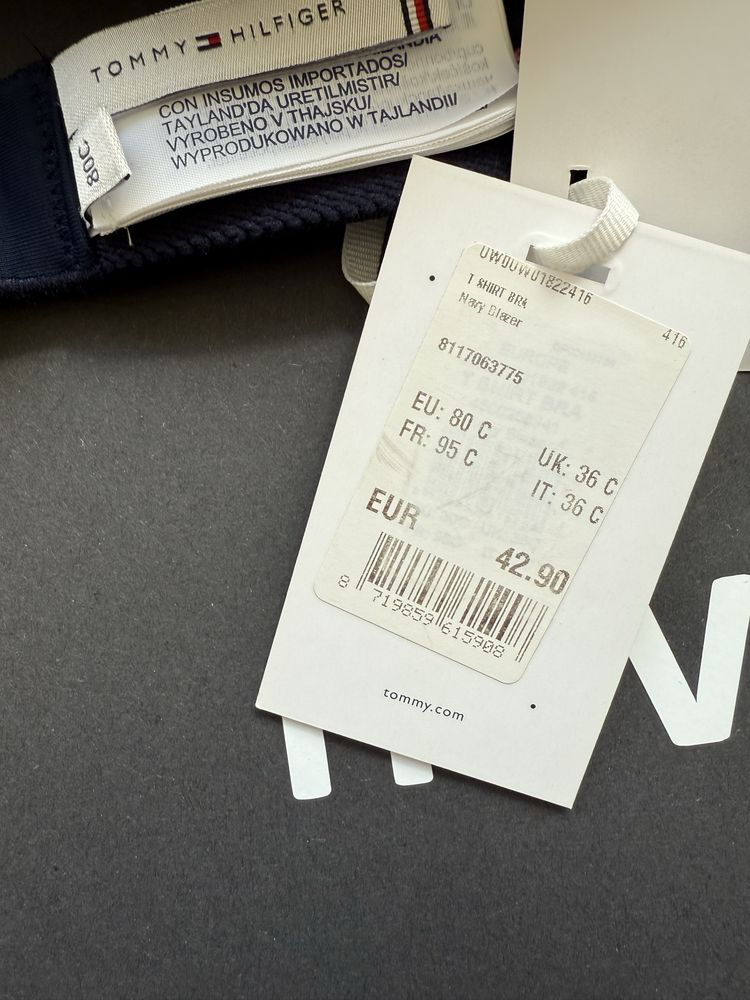 TOMMY HILFIGER
CON INSUMOS IMPORTADOS/
TAYLAND'DA URETILMISTIR/
VYROBENO V THAJSKU/
WYPRODUKOWANO W TAJLANDII/
80C
UW0UW01822416
416
T SHIRT BRA
Navy Blazer
8117063775
EU: 80 C
UK: 36 C
FR: 95 C
IT: 36 C
EUR
42.90
8 719859 615908
tommy.com
N